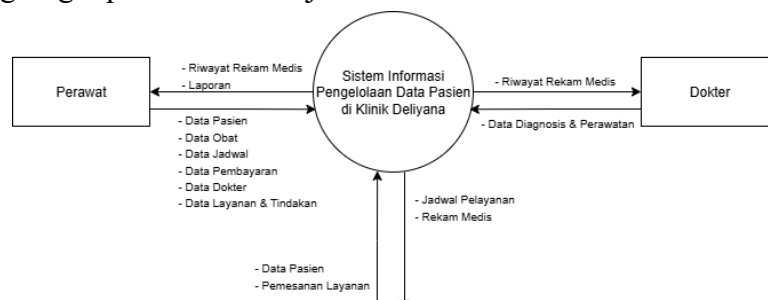 Perawat
- Riwayat Rekam Medis
- Laporan
- Data Pasien
- Data Obat
- Data Jadwal
- Data Pembayaran
- Data Dokter
- Data Layanan & Tindakan
Sistem Informasi
Pengelolaan Data Pasien
di Klinik Deliyana
- Riwayat Rekam Medis
- Data Diagnosis & Perawatan
Dokter
- Jadwal Pelayanan
- Rekam Medis
- Data Pasien
- Pemesanan Layanan